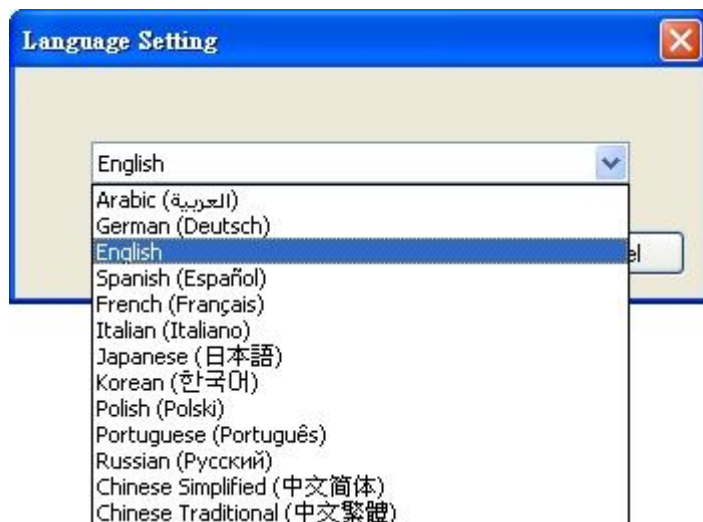 Language Setting
English
Arabic (العربية)
German (Deutsch)
English
Spanish (Español)
French (Français)
Italian (Italiano)
Japanese (日本語)
Korean (한국어)
Polish (Polski)
Portuguese (Português)
Russian (Русский)
Chinese Simplified (中文简体)
Chinese Traditional (中文繁體)